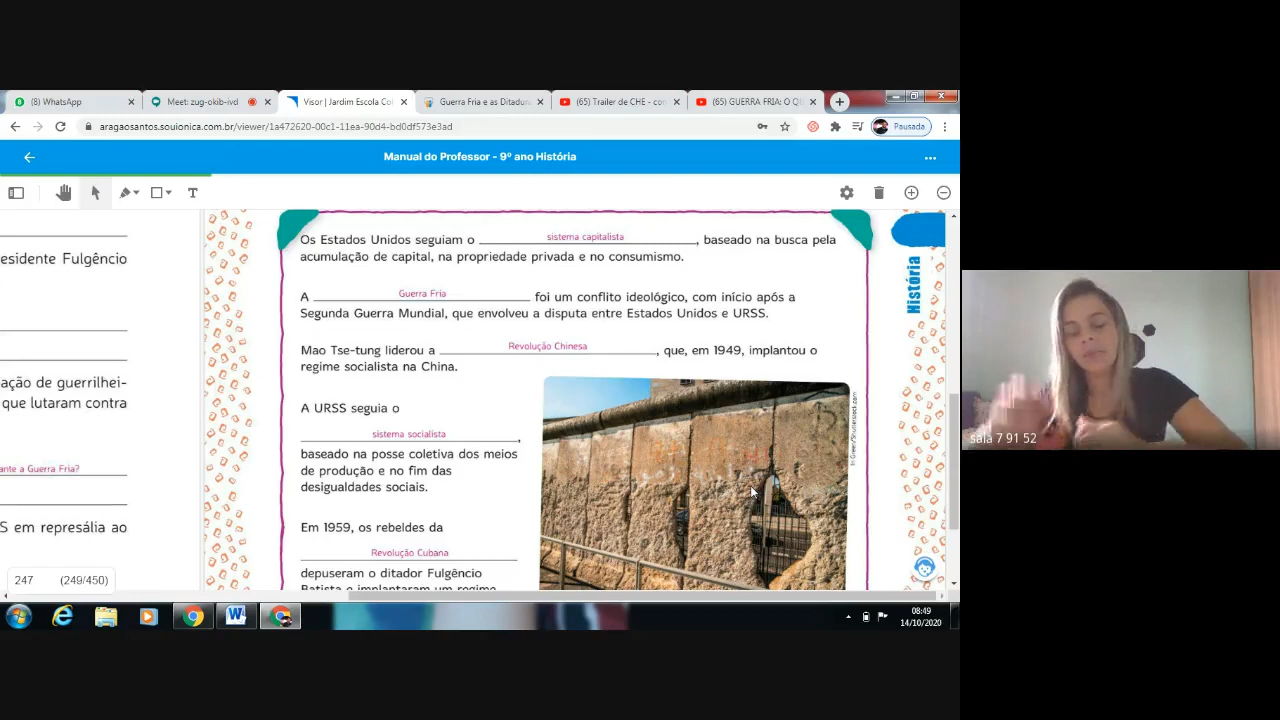 (8) WhatsApp
Meet: zug-okib-ivd
Visor | Jardim Escola Col
Guerra Fria e as Ditadur
(65) Trailer de CHE - cor
(65) GUERRA FRIA: O Q
aragaosantos.souionica.com.br/viewer/1a472620-00c1-11ea-90d4-bd0df573e3ad
Pausada
Manual do Professor - 9º ano História
T
Os Estados Unidos seguiam o sistema capitalista, baseado na busca pela
acumulação de capital, na propriedade privada e no consumismo.
A Guerra Fria foi um conflito ideológico, com início após a
Segunda Guerra Mundial, que envolveu a disputa entre Estados Unidos e URSS.
Mao Tse-tung liderou a Revolução Chinesa, que, em 1949, implantou o
regime socialista na China.
A URSS seguia o
sistema socialista,
baseado na posse coletiva dos meios
de produção e no fim das
desigualdades sociais.
Em 1959, os rebeldes da
Revolução Cubana
depuseram o ditador Fulgêncio
Batista e implantaram um regime
esidente Fulgêncio
ação de guerrilhei-
que lutaram contra
ante a Guerra Fria?
S em represália ao
História
247 (249/450)
08:49
14/10/2020
sala 7 91 52